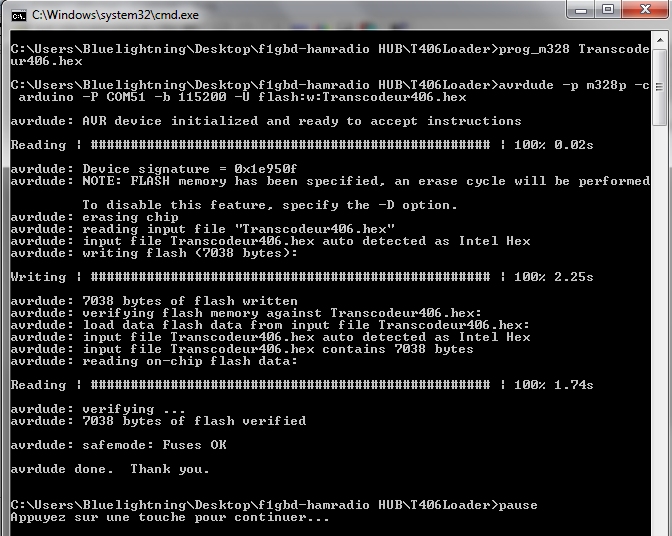 C:\Windows\system32\cmd.exe
C:\Users\Bluelightning\Desktop\f1gbd-hamradio HUB\T406Loader>prog_m328 Transcode
ur406.hex
C:\Users\Bluelightning\Desktop\f1gbd-hamradio HUB\T406Loader>avrdude -p m328p -c
 arduino -P COM51 -b 115200 -U flash:w:Transcodeur406.hex
avrdude: AVR device initialized and ready to accept instructions
Reading | ################################################## | 100% 0.02s
avrdude: Device signature = 0x1e950f
avrdude: NOTE: FLASH memory has been specified, an erase cycle will be performed
         To disable this feature, specify the -D option.
avrdude: erasing chip
avrdude: reading input file "Transcodeur406.hex"
avrdude: input file Transcodeur406.hex auto detected as Intel Hex
avrdude: writing flash (7038 bytes):
Writing | ################################################## | 100% 2.25s
avrdude: 7038 bytes of flash written
avrdude: verifying flash memory against Transcodeur406.hex:
avrdude: load data flash data from input file Transcodeur406.hex:
avrdude: input file Transcodeur406.hex auto detected as Intel Hex
avrdude: input file Transcodeur406.hex contains 7038 bytes
avrdude: reading on-chip flash data:
Reading | ################################################## | 100% 1.74s
avrdude: verifying ...
avrdude: 7038 bytes of flash verified
avrdude: safemode: Fuses OK
avrdude done.  Thank you.
C:\Users\Bluelightning\Desktop\f1gbd-hamradio HUB\T406Loader>pause
Appuyez sur une touche pour continuer...